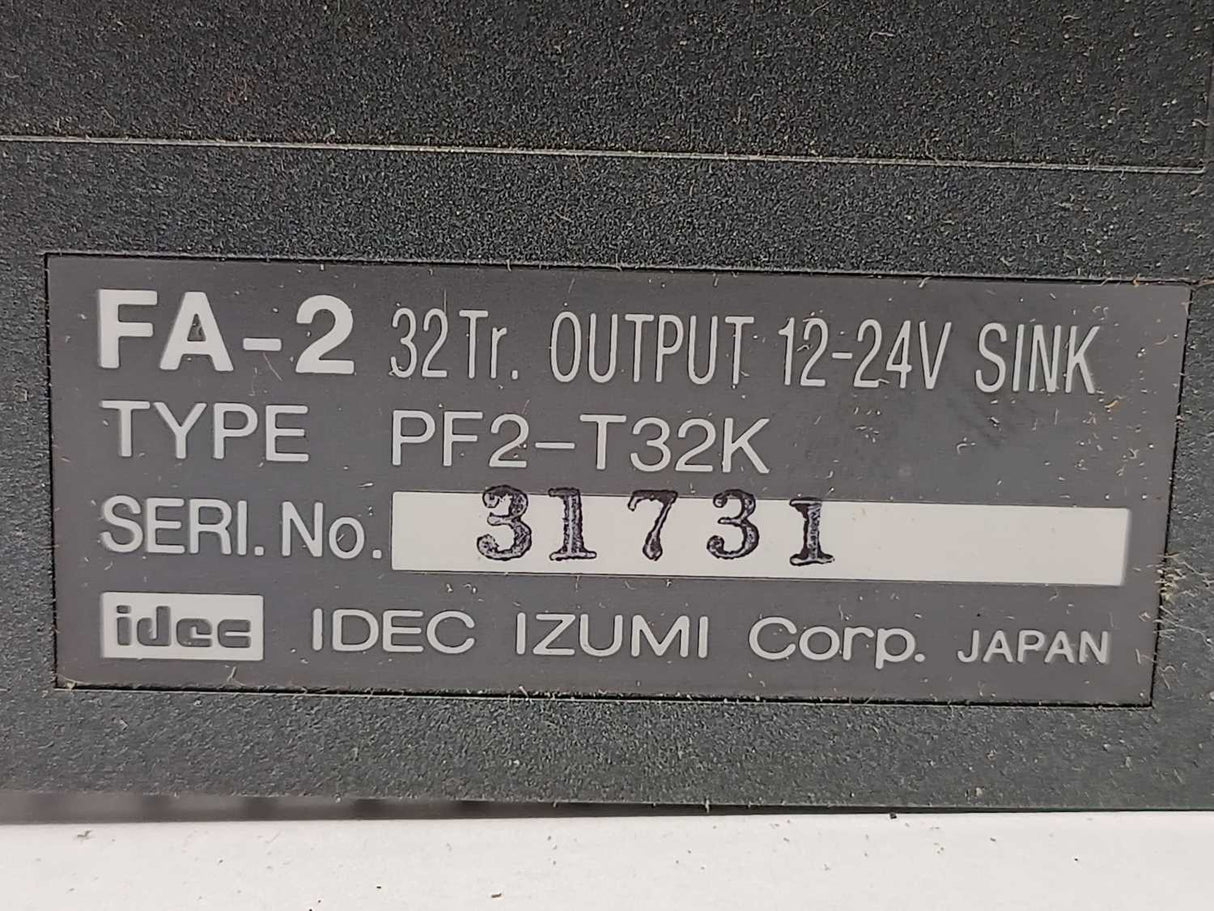 FA-2 32Tr. OUTPUT 12-24V SINK
TYPE PF2-T32K
SERI.No. 31731
idec IDEC IZUMI Corp. JAPAN